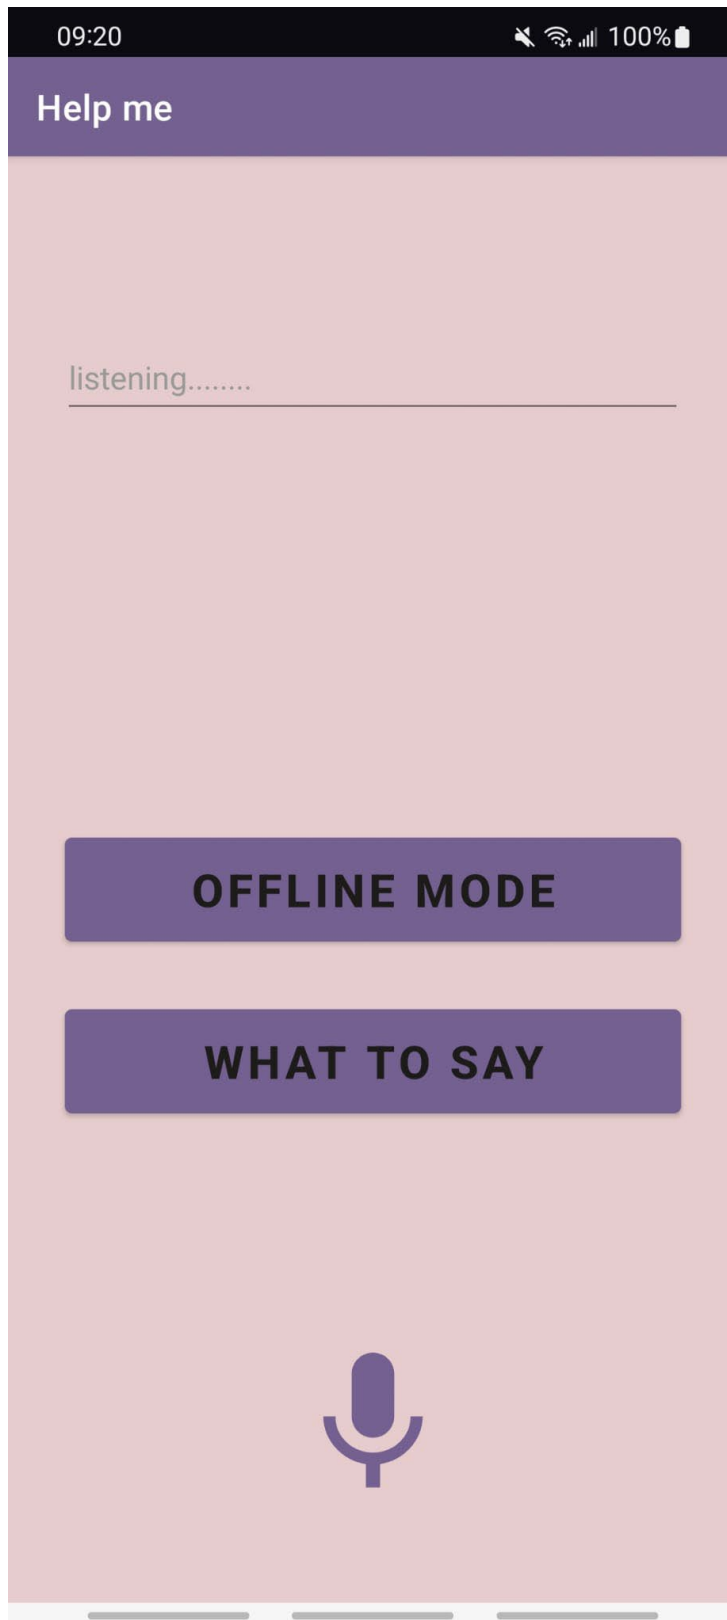 09:20 100%
Help me
listening........
OFFLINE MODE
WHAT TO SAY